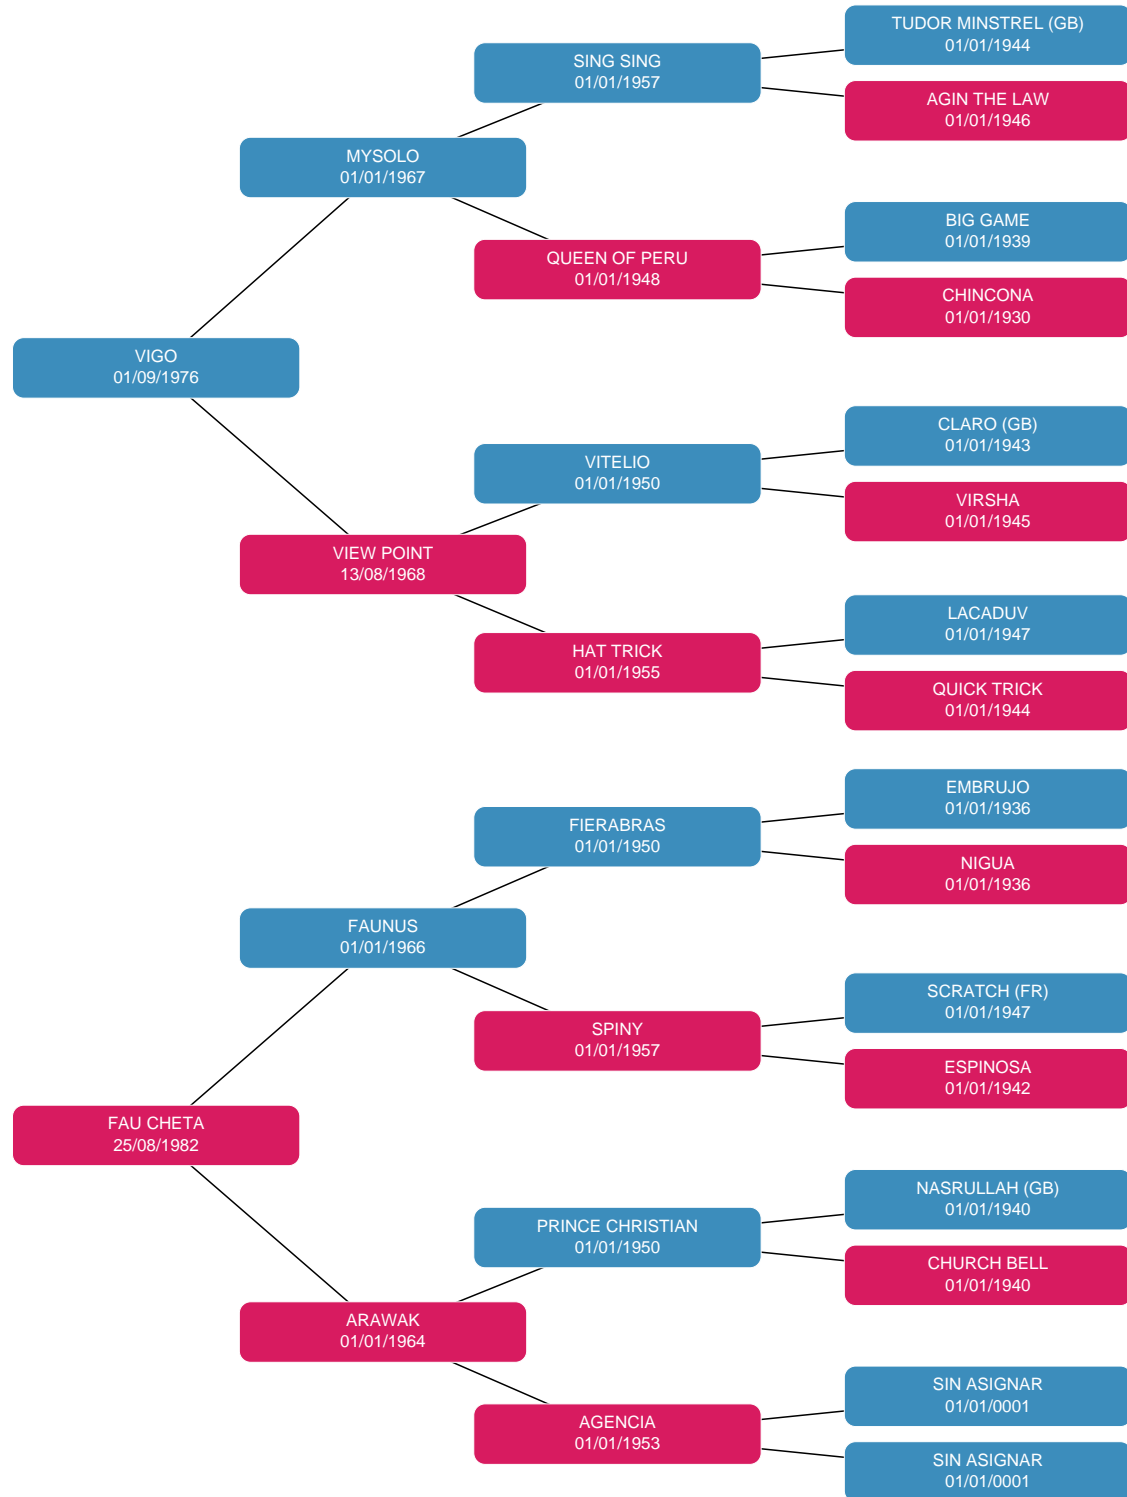 TUDOR MINSTREL (GB)
01/01/1944
SING SING
01/01/1957
AGIN THE LAW
01/01/1946
MYSOLO
01/01/1967
BIG GAME
01/01/1939
QUEEN OF PERU
01/01/1948
CHINCONA
01/01/1930
VIGO
01/09/1976
CLARO (GB)
01/01/1943
VITELIO
01/01/1950
VIRSHA
01/01/1945
VIEW POINT
13/08/1968
LACADUV
01/01/1947
HAT TRICK
01/01/1955
QUICK TRICK
01/01/1944
EMBRUJO
01/01/1936
FIERABRAS
01/01/1950
NIGUA
01/01/1936
FAUNUS
01/01/1966
SCRATCH (FR)
01/01/1947
SPINY
01/01/1957
ESPINOSA
01/01/1942
FAU CHETA
25/08/1982
NASRULLAH (GB)
01/01/1940
PRINCE CHRISTIAN
01/01/1950
CHURCH BELL
01/01/1940
ARAWAK
01/01/1964
SIN ASIGNAR
01/01/0001
AGENCIA
01/01/1953
SIN ASIGNAR
01/01/0001